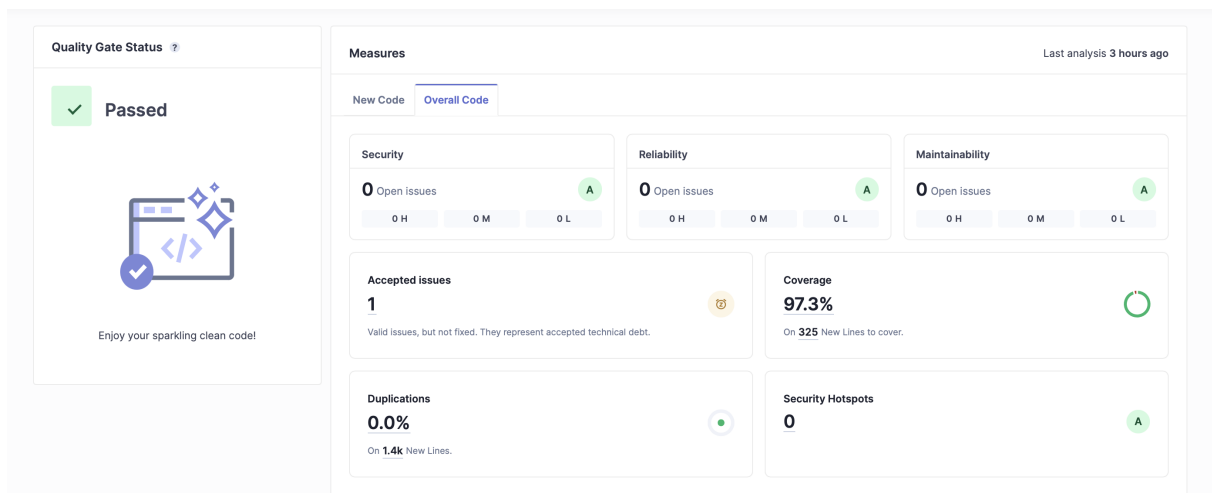 Quality Gate Status ?
Passed
Enjoy your sparkling clean code!
Measures
Last analysis 3 hours ago
New Code Overall Code
Security
0 Open issues A
0 H 0 M 0 L
Reliability
0 Open issues A
0 H 0 M 0 L
Maintainability
0 Open issues A
0 H 0 M 0 L
Accepted issues
1
Valid issues, but not fixed. They represent accepted technical debt.
Coverage
97.3%
On 325 New Lines to cover.
Duplications
0.0%
On 1.4k New Lines.
Security Hotspots
0 A